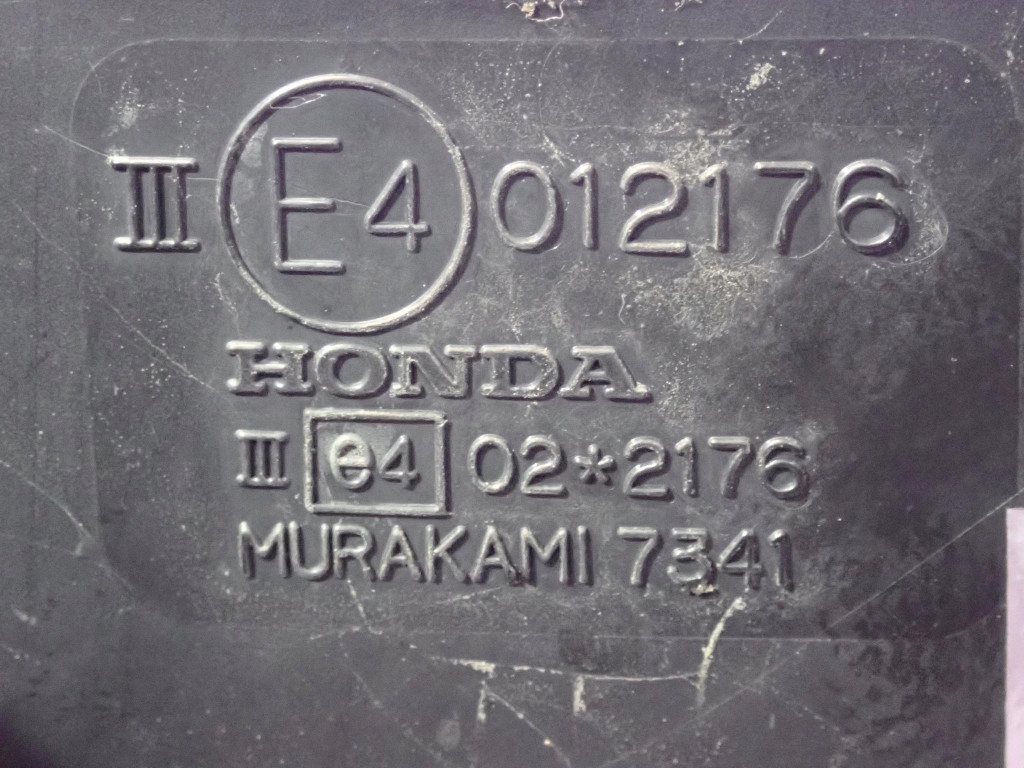 III E4 012176
HONDA
III e4 02*2176
MURAKAMI 7341